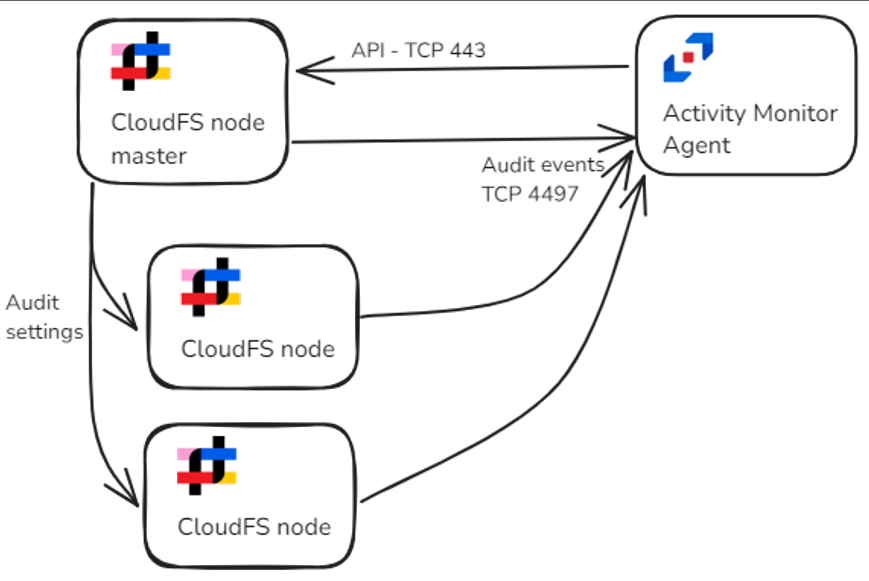 API - TCP 443
CloudFS node
master
Activity Monitor
Agent
Audit events
TCP 4497
Audit
settings
CloudFS node
CloudFS node